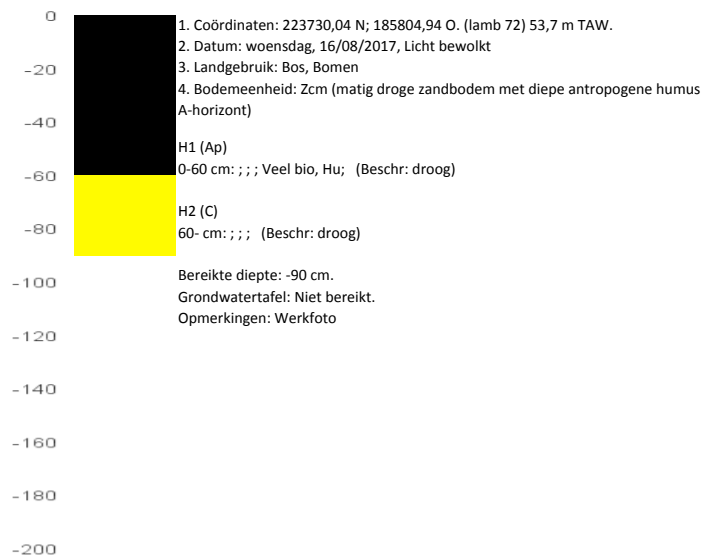 0
-20
-40
-60
-80
-100
-120
-140
-160
-180
-200
1. Coördinaten: 223730,04 N; 185804,94 O. (lamb 72) 53,7 m TAW.
2. Datum: woensdag, 16/08/2017, Licht bewolkt
3. Landgebruik: Bos, Bomen
4. Bodemeenheid: Zcm (matig droge zandbodem met diepe antropogene humus
A-horizont)
H1 (Ap)
0-60 cm: ; ; ; Veel bio, Hu; (Beschr: droog)
H2 (C)
60- cm: ; ; ; (Beschr: droog)
Bereikte diepte: -90 cm.
Grondwatertafel: Niet bereikt.
Opmerkingen: Werkfoto